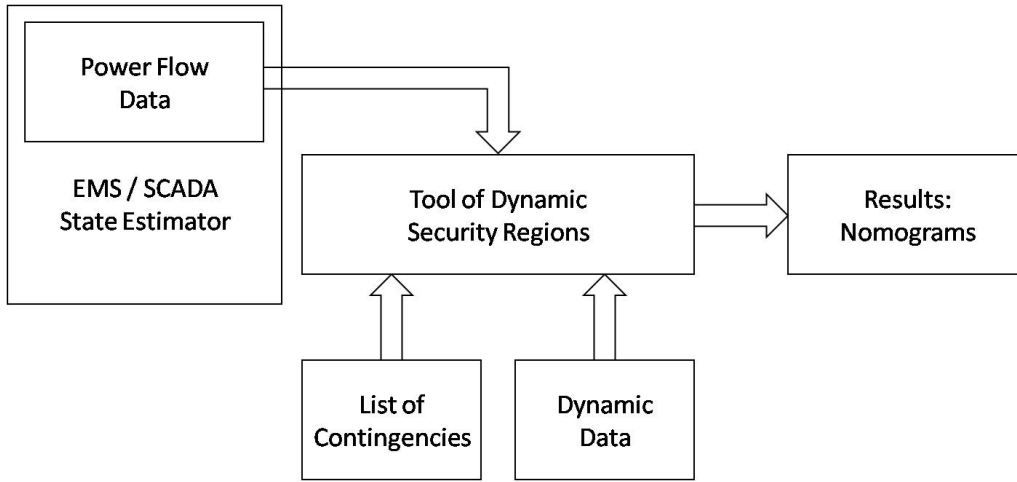 Power Flow
Data
EMS / SCADA
State Estimator
Tool of Dynamic
Security Regions
Results:
Nomograms
List of
Contingencies
Dynamic
Data